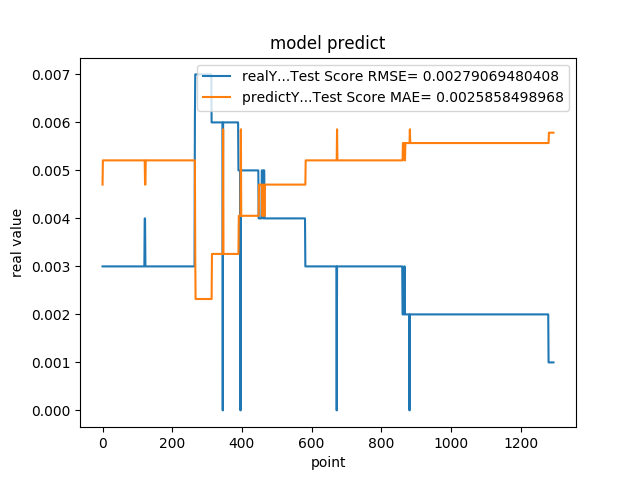 model predict
realY...Test Score RMSE= 0.00279069480408
predictY...Test Score MAE= 0.0025858498968
0.007
0.006
0.005
0.004
0.003
0.002
0.001
0.000
real value
0 200 400 600 800 1000 1200
point